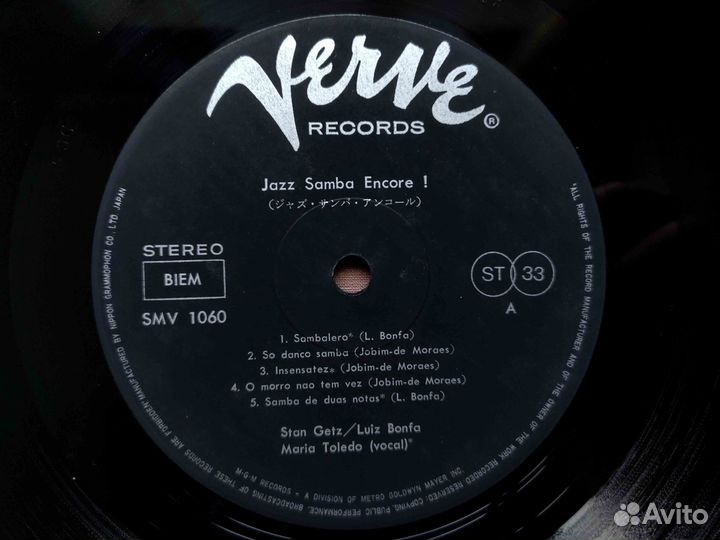 VERVE
RECORDS ®
Jazz Samba Encore !
(ジャズ・サンバ・アンコール)
STEREO
BIEM
SMV 1060
ST 33
A
1. Sambalero* (L. Bonfa)
2. So danco samba (Jobim-de Moraes)
3. Insensatez* (Jobim-de Moraes)
4. O morro nao tem vez (Jobim-de Moraes)
5. Samba de duas notas* (L. Bonfa)
Stan Getz/Luiz Bonfa
Maria Toledo (vocal)*
M-G-M RECORDS - A DIVISION OF METRO GOLDWYN MAYER INC.
"ALL RIGHTS OF THE RECORD MANUFACTURER AND OF THE OWNER OF THE WORK RECORDED RESERVED; COPYING, PUBLIC PERFORMANCE, BROADCASTING OF THESE RECORDS ARE FORBIDDEN" MANUFACTURED BY NIPPON GRAMMOPHON CO., LTD JAPAN
Avito